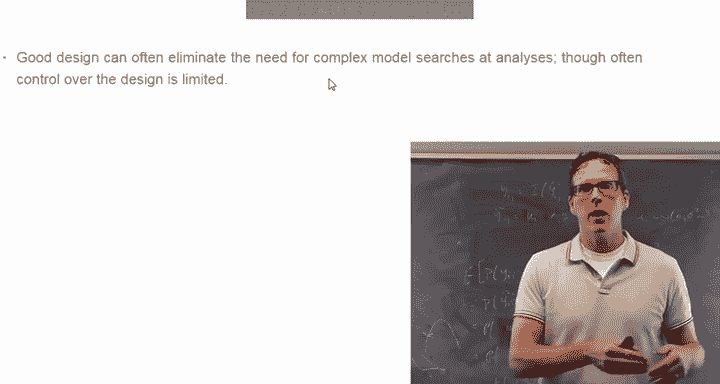 · Good design can often eliminate the need for complex model searches at analyses; though often
control over the design is limited.